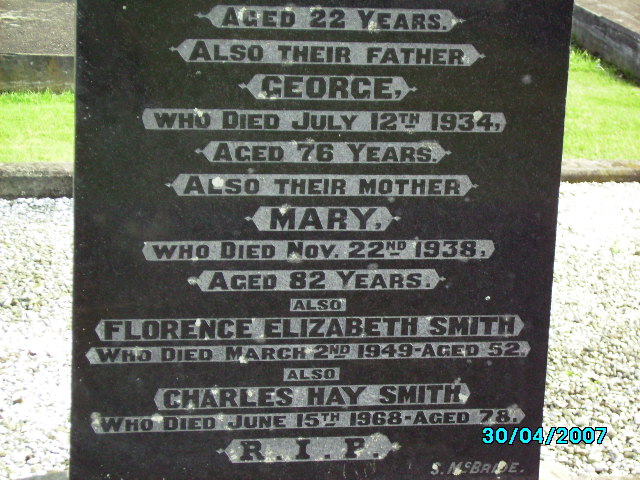 AGED 22 YEARS.
ALSO THEIR FATHER
GEORGE,
WHO DIED JULY 12TH 1934,
AGED 76 YEARS.
ALSO THEIR MOTHER
MARY,
WHO DIED NOV. 22ND 1938,
AGED 82 YEARS.
ALSO
FLORENCE ELIZABETH SMITH
WHO DIED MARCH 2ND 1949-AGED 52.
ALSO
CHARLES HAY SMITH
WHO DIED JUNE 15TH 1968-AGED 78.
R.I.P.
S. MCBRIDE.
30/04/2007